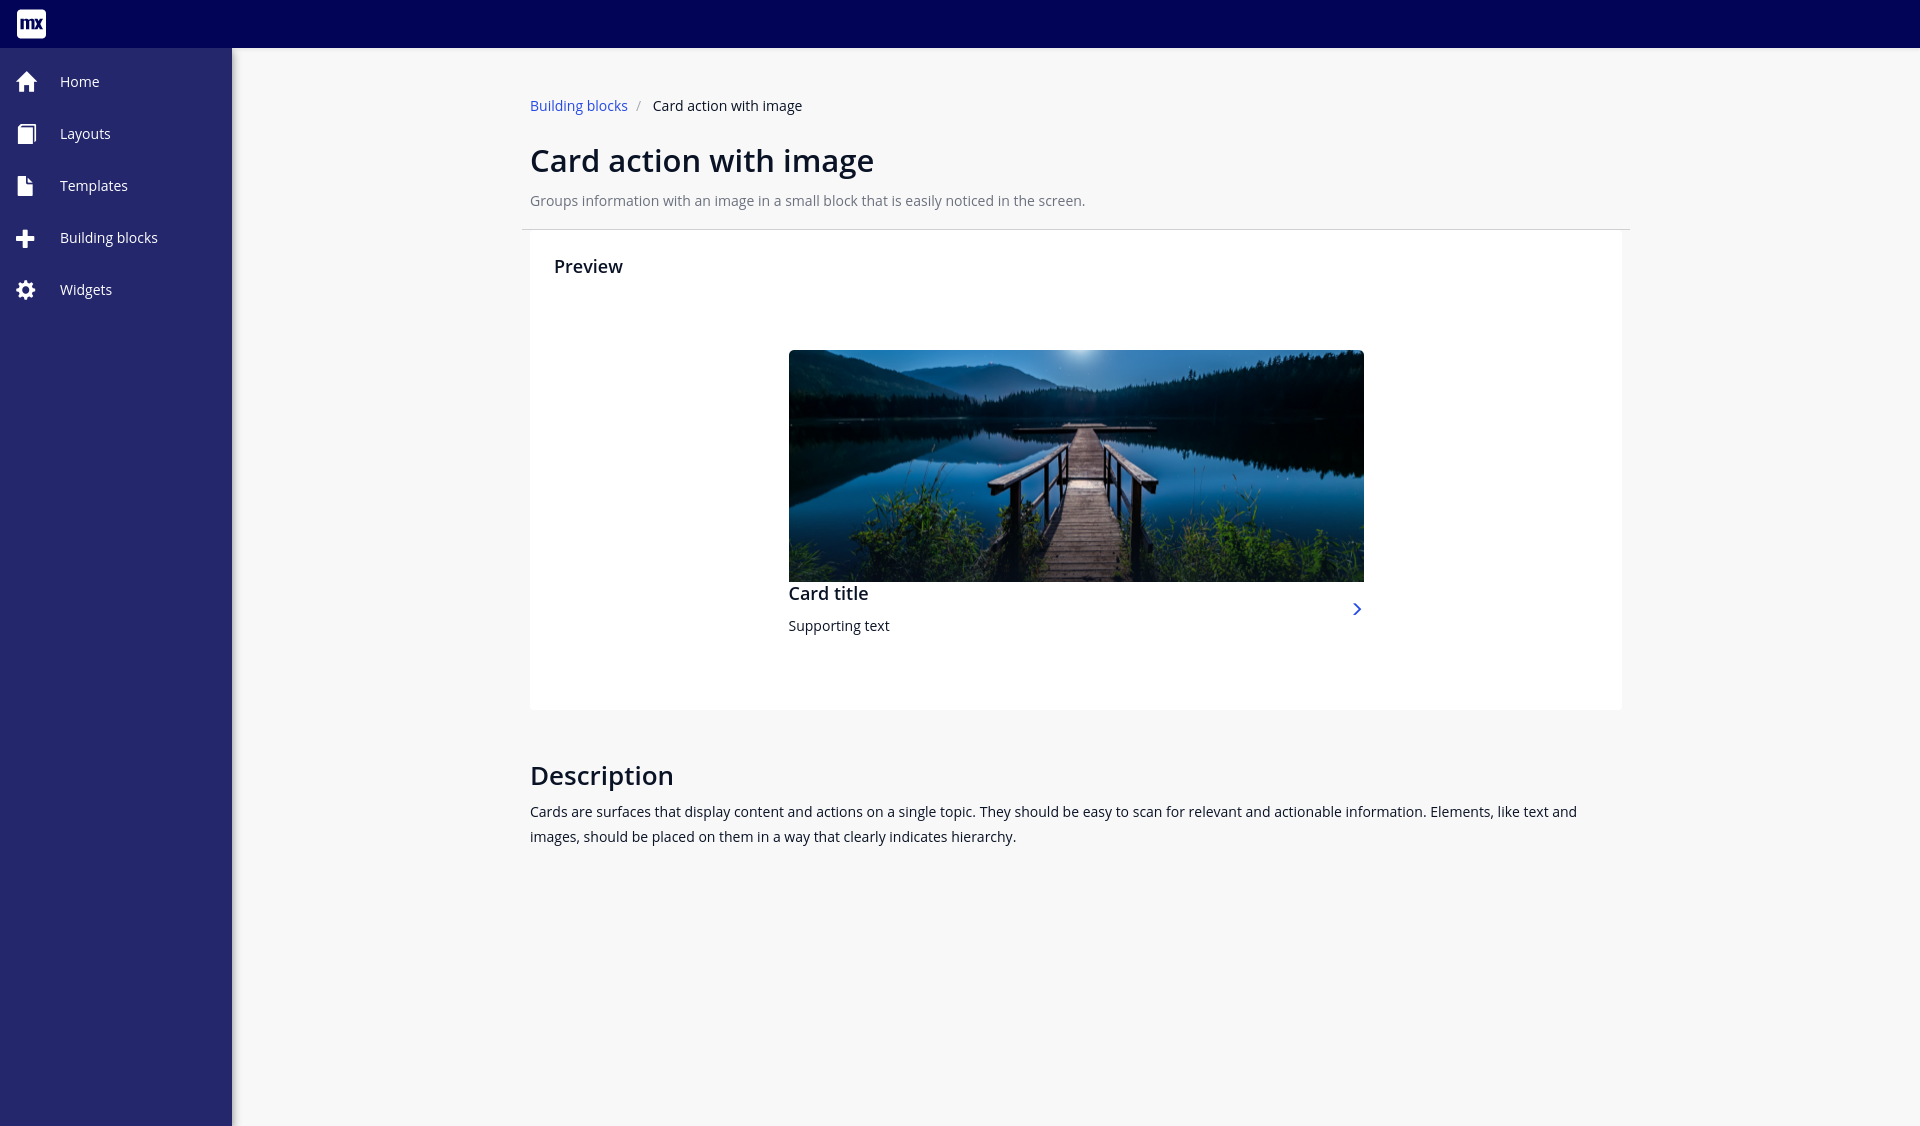 mx
Home
Layouts
Templates
Building blocks
Widgets
Building blocks / Card action with image
Card action with image
Groups information with an image in a small block that is easily noticed in the screen.
Preview
Card title
Supporting text
Description
Cards are surfaces that display content and actions on a single topic. They should be easy to scan for relevant and actionable information. Elements, like text and
images, should be placed on them in a way that clearly indicates hierarchy.